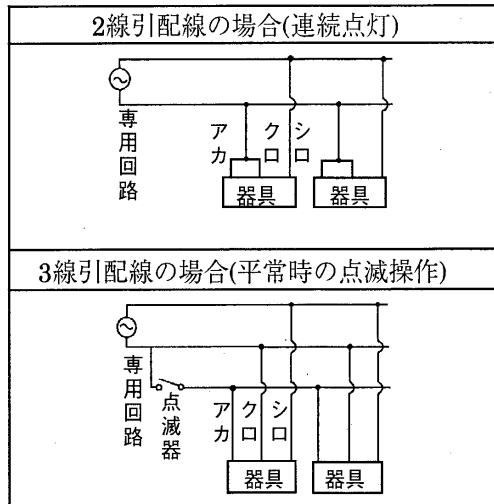 2線引配線の場合(連続点灯)
専用回路
アカ
クロ
シロ
器具
器具
3線引配線の場合(平常時の点滅操作)
専用回路
点滅器
アカ
クロ
シロ
器具
器具